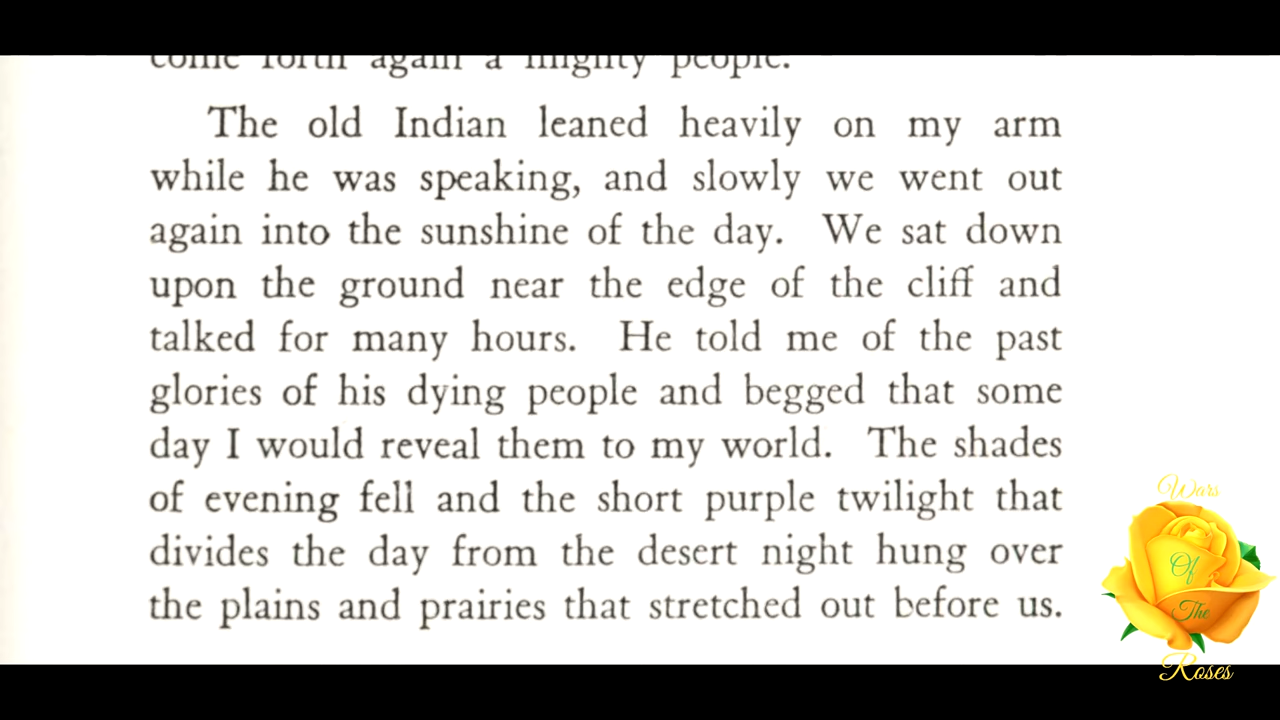 come forth again a mighty people.
The old Indian leaned heavily on my arm
while he was speaking, and slowly we went out
again into the sunshine of the day. We sat down
upon the ground near the edge of the cliff and
talked for many hours. He told me of the past
glories of his dying people and begged that some
day I would reveal them to my world. The shades
of evening fell and the short purple twilight that
divides the day from the desert night hung over
the plains and prairies that stretched out before us.
Wars
Of
The
Roses